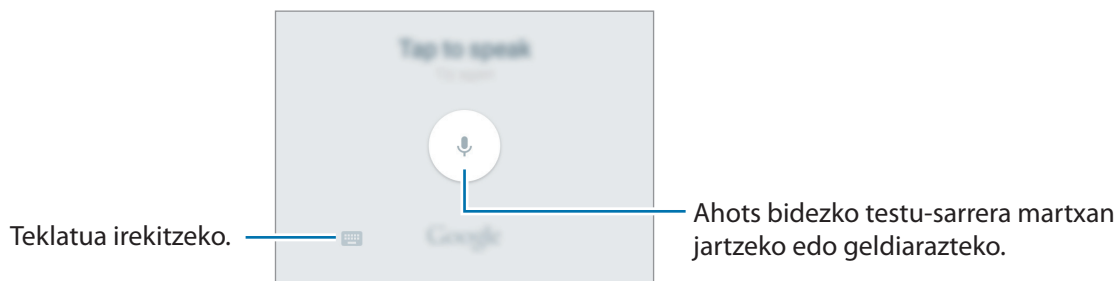 Tap to speak
Google
Teklatua irekitzeko.
Ahots bidezko testu-sarrera martxan
jartzeko edo geldiarazteko.